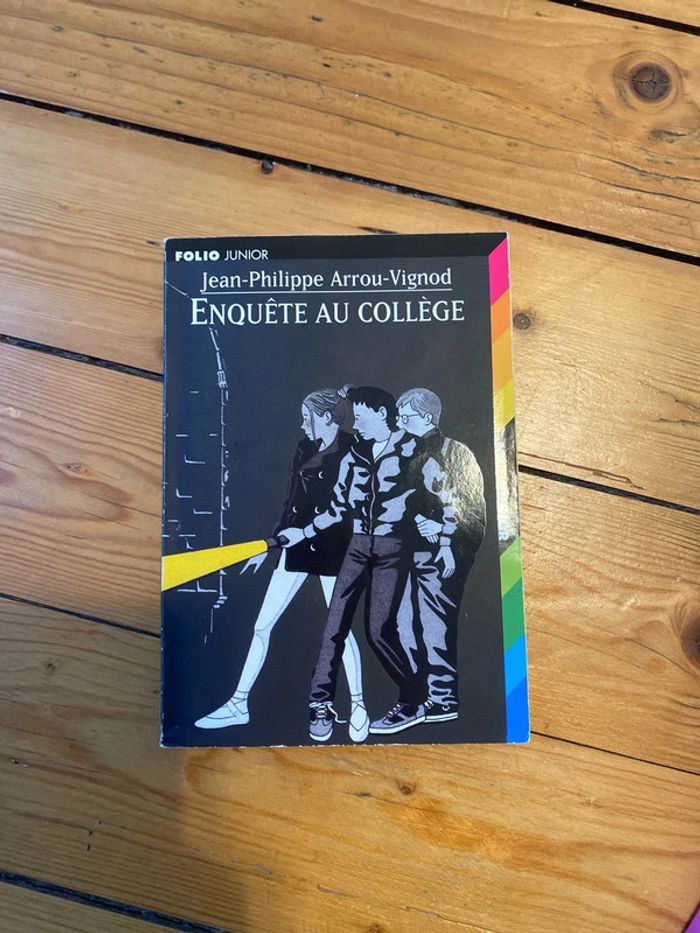 FOLIO JUNIOR
Jean-Philippe Arrou-Vignod
ENQUÊTE AU COLLÈGE